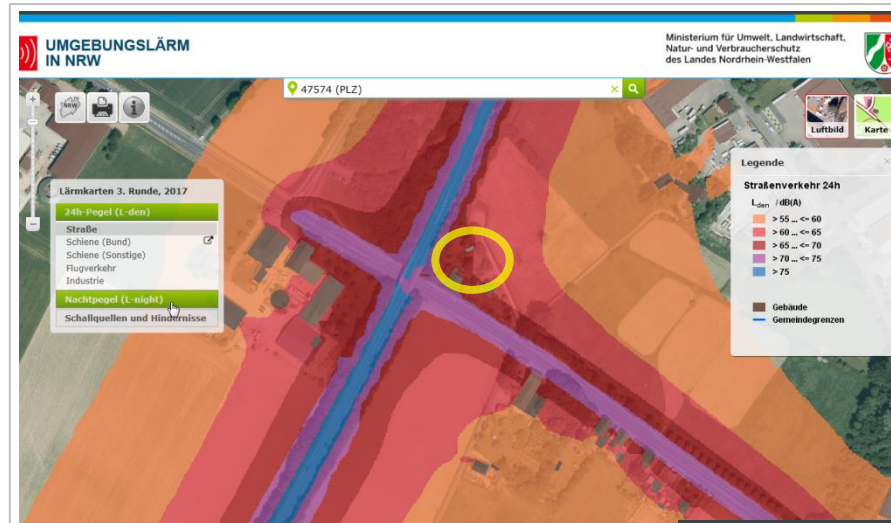 UMGEBUNGSLÄRM
IN NRW
Ministerium für Umwelt, Landwirtschaft,
Natur- und Verbraucherschutz
des Landes Nordrhein-Westfalen
47574 (PLZ)
NRW
Luftbild
Karte
Lärmkarten 3. Runde, 2017
24h-Pegel (L-den)
Straße
Schiene (Bund)
Schiene (Sonstige)
Flugverkehr
Industrie
Nachtpegel (L-night)
Schallquellen und Hindernisse
Legende
Straßenverkehr 24h
Lden /dB(A)
> 55 ... <= 60
> 60 ... <= 65
> 65 ... <= 70
> 70 ... <= 75
> 75
Gebäude
Gemeindegrenzen